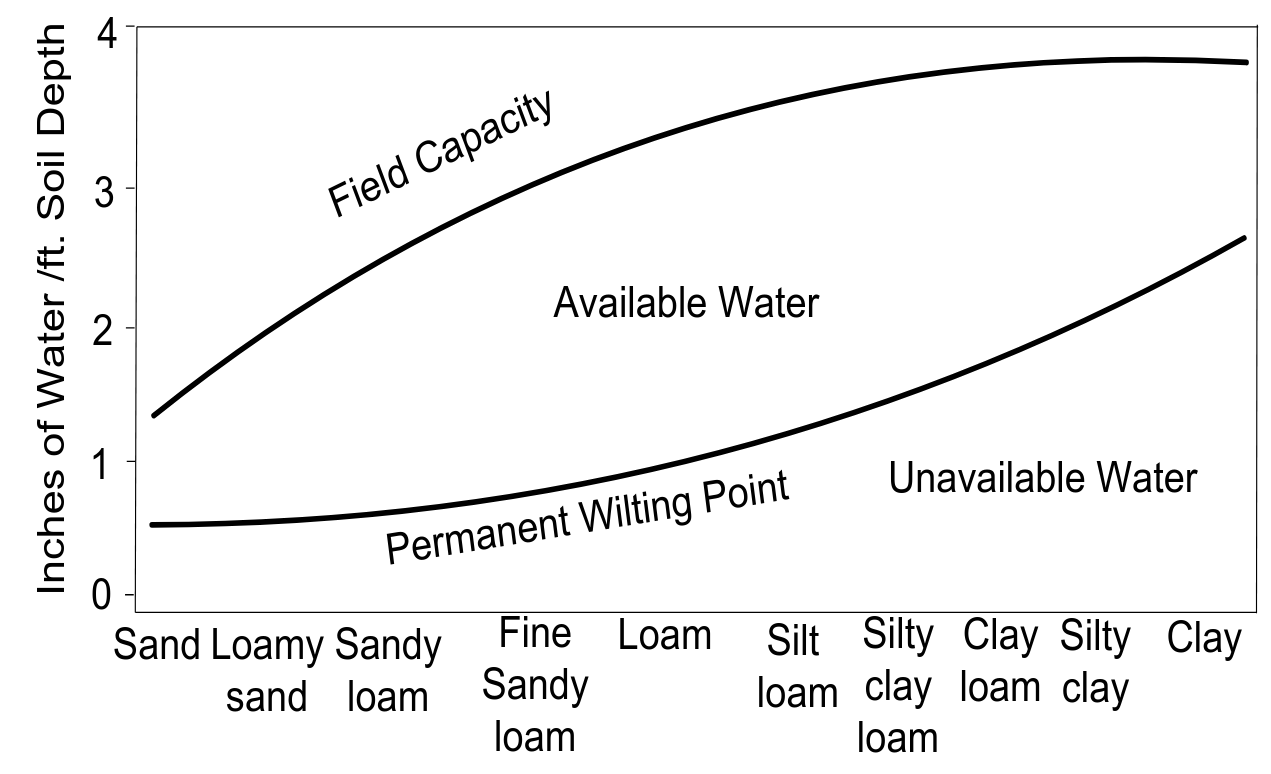 Inches of Water /ft. Soil Depth
4
3
2
1
0
Field Capacity
Available Water
Permanent Wilting Point
Unavailable Water
Sand
Loamy
sand
Sandy
loam
Fine
Sandy
loam
Loam
Silt
loam
Silty
clay
loam
Clay
loam
Silty
clay
Clay